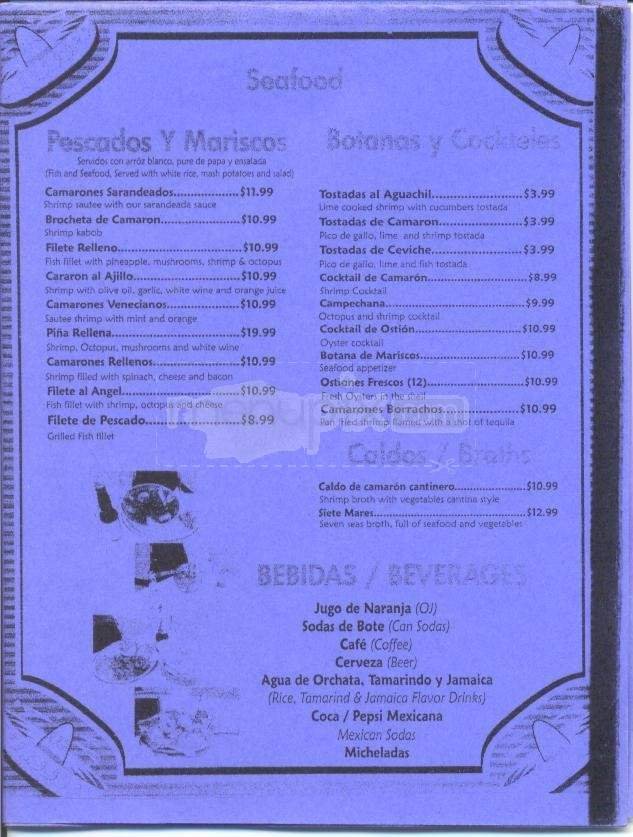 Seafood
Pescados Y Mariscos
Servidos con arróz blanco, pure de papa y ensalada
(Fish and Seafood, Served with white rice, mash potatoes and salad)
Camarones Sarandeados....................$11.99
Shrimp sautee with our sarandeada sauce
Brocheta de Camaron.........................$10.99
Shrimp kabob
Filete Relleno......................................$10.99
Fish fillet with pineapple, mushrooms, shrimp & octopus
Cararon al Ajillo..................................$10.99
Shrimp with olive oil, garlic, white wine and orange juice
Camarones Venecianos......................$10.99
Sautee shrimp with mint and orange
Piña Rellena.......................................$19.99
Shrimp, Octopus, mushrooms and white wine
Camarones Rellenos..........................$10.99
Shrimp filled with spinach, cheese and bacon
Filete al Angel....................................$10.99
Fish fillet with shrimp, octopus and cheese
Filete de Pescado..............................$8.99
Grilled Fish fillet
Botanas y Cockteles
Tostadas al Aguachil............................$3.99
Lime cooked shrimp with cucumbers tostada
Tostadas de Camaron..........................$3.99
Pico de gallo, lime and shrimp tostada
Tostadas de Ceviche............................$3.99
Pico de gallo, lime and fish tostada
Cocktail de Camarón...............................$8.99
Shrimp Cocktail
Campechana..........................................$9.99
Octopus and shrimp cocktail
Cocktail de Ostión................................$10.99
Oyster cocktail
Botana de Mariscos...............................$10.99
Seafood appetizer
Ostiones Frescos (12).............................$10.99
Fresh Oysters in the shell
Camarones Borrachos..........................$10.99
Pan fried shrimp flamed with a shot of tequila
Caldos / Broths
Caldo de camarón cantinero......................$10.99
Shrimp broth with vegetables cantina style
Siete Mares................................................$12.99
Seven seas broth, full of seafood and vegetables
BEBIDAS / BEVERAGES
Jugo de Naranja (OJ)
Sodas de Bote (Can Sodas)
Café (Coffee)
Cerveza (Beer)
Agua de Orchata, Tamarindo y Jamaica
(Rice, Tamarind & Jamaica Flavor Drinks)
Coca / Pepsi Mexicana
Mexican Sodas
Micheladas